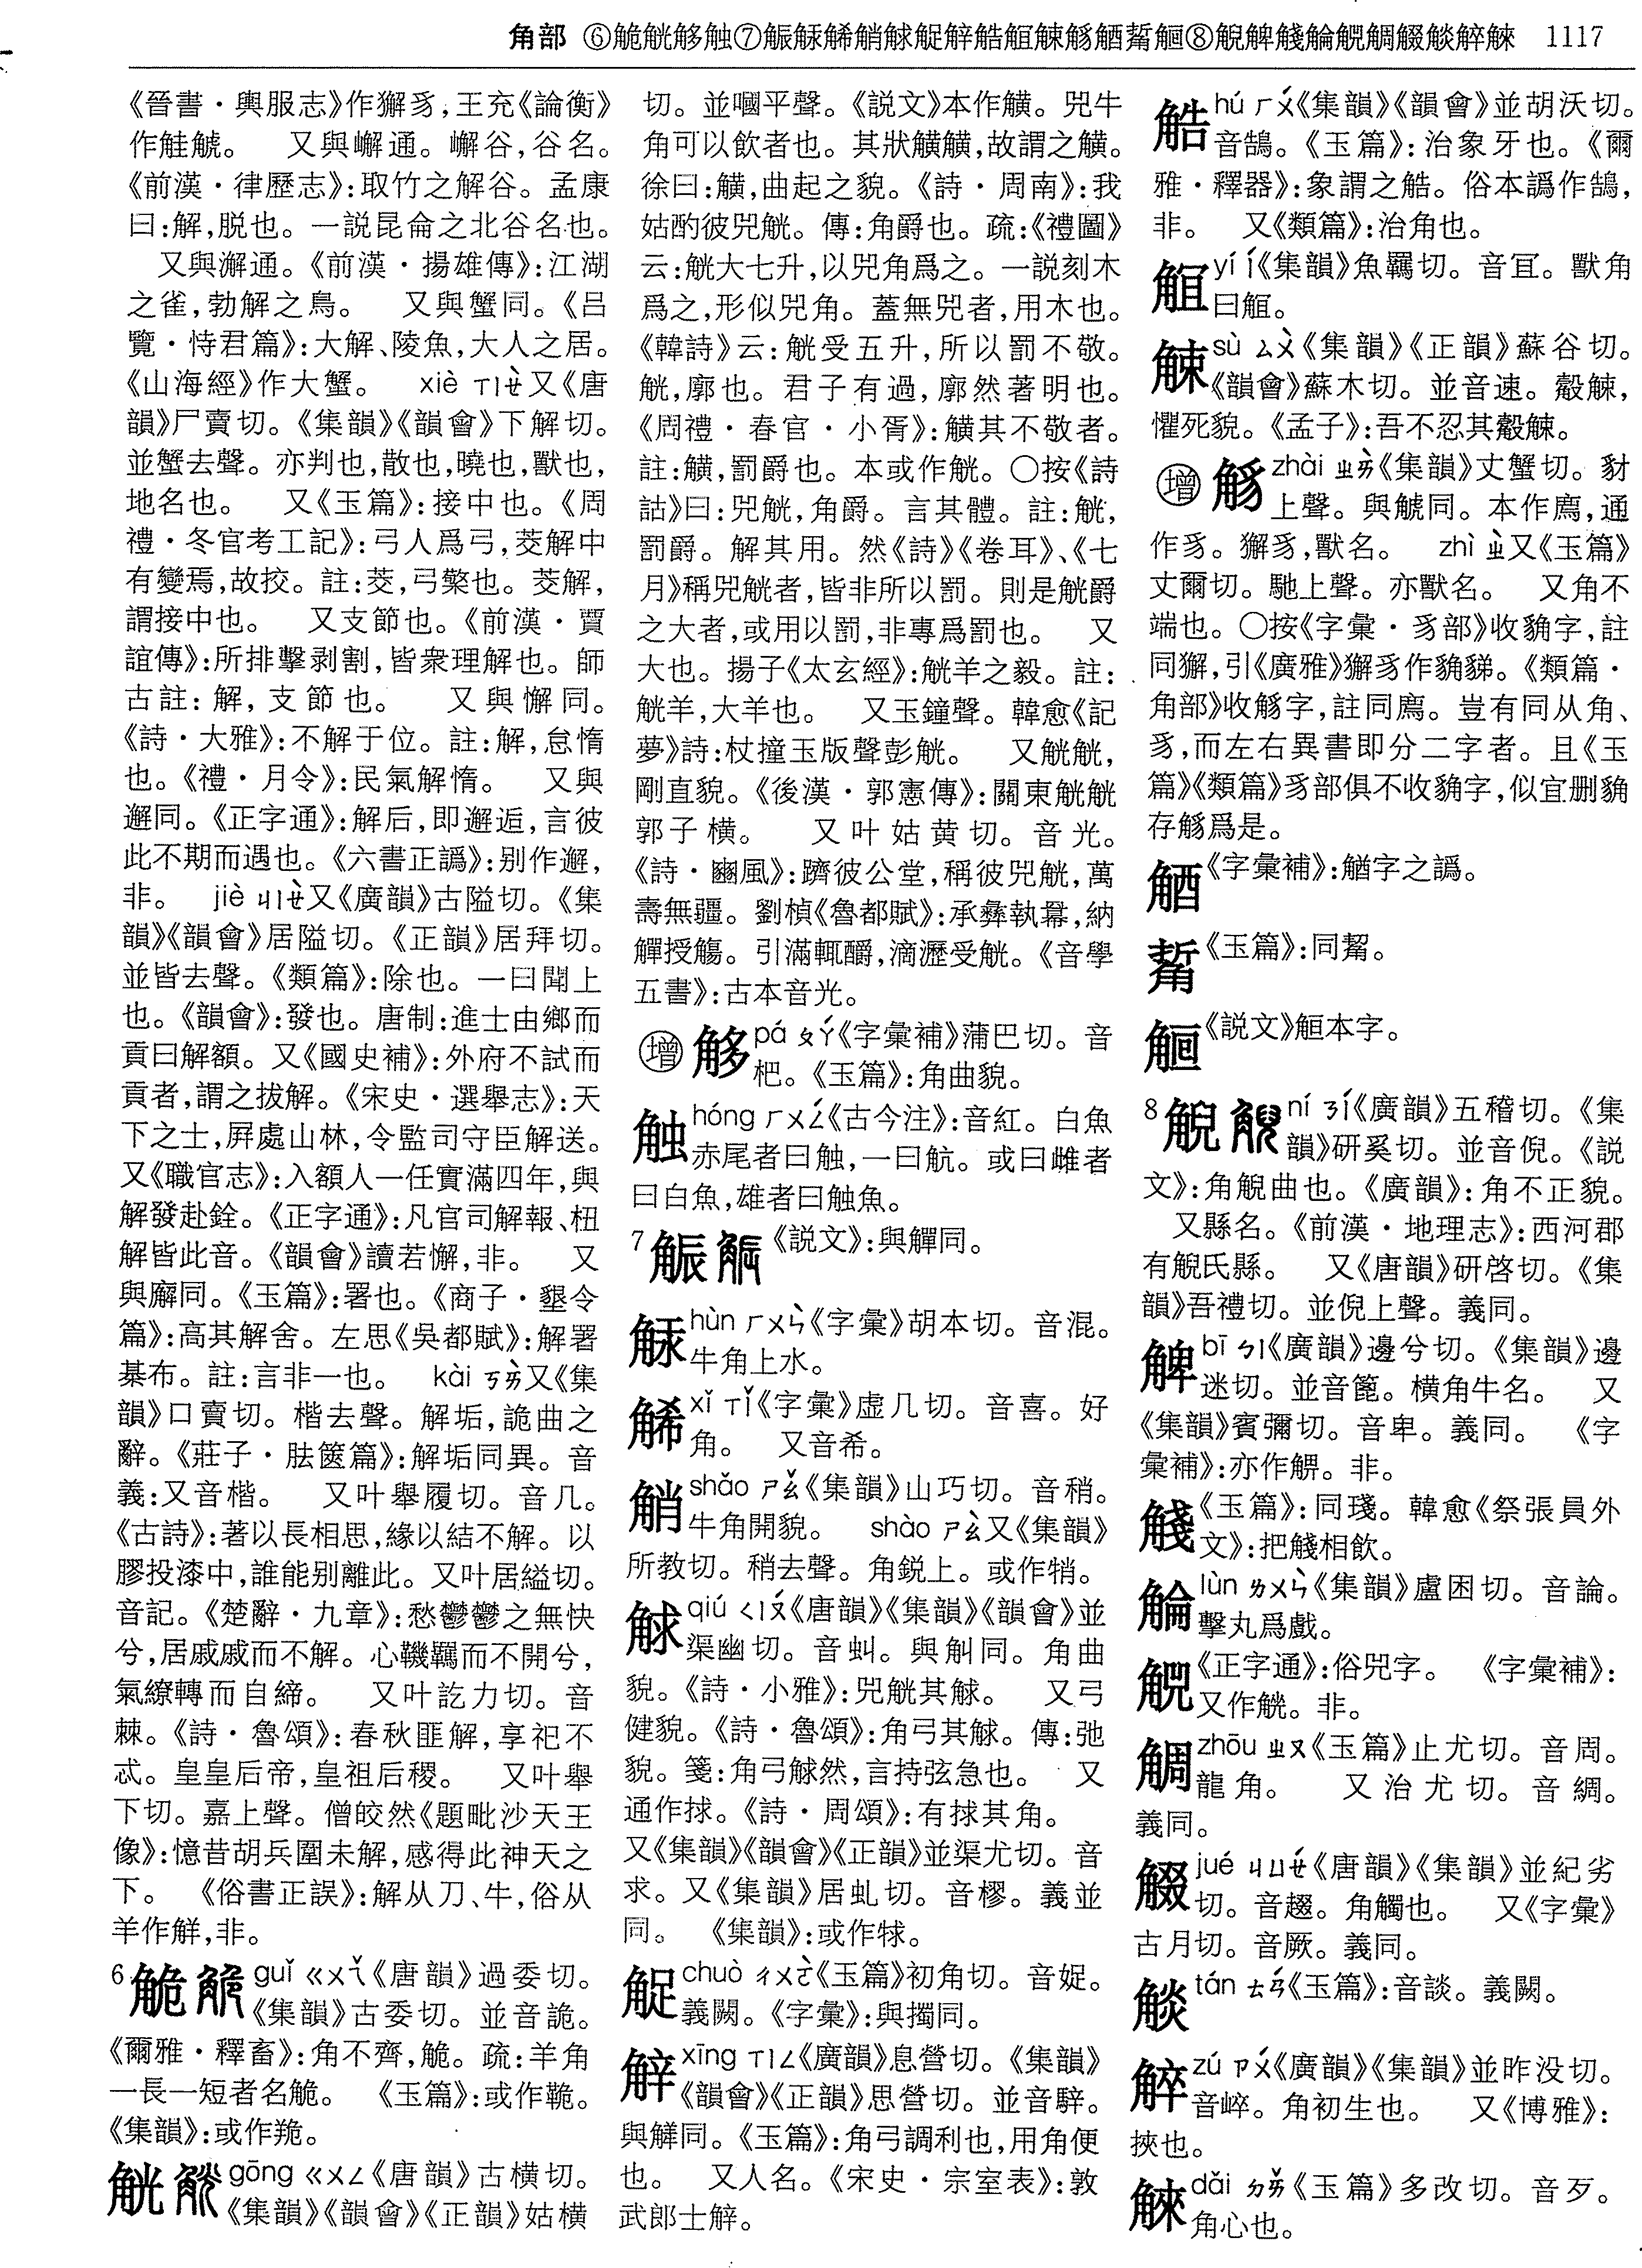 角部 ⑥觤觥觢触⑦觮觩觽觧 1117
《晉書·輿服志》作獬豸,王充《論衡》
作觟𧣾。 又與嶰通。嶰谷,谷名。
《前漢·律歷志》:取竹之解谷。孟康
曰:解,脱也。一説昆侖之北谷名也。
又與澥通。《前漢·揚雄傳》:江湖
之雀,勃解之鳥。 又與蟹同。《吕
覽·恃君篇》:大解、陵魚,大人之居。
《山海經》作大蟹。 xiè ㄒㄧㄝˋ又《唐
韻》尸賣切。《集韻》《韻會》下解切。
並蟹去聲。亦判也,散也,曉也,獸也,
地名也。 又《玉篇》:接中也。《周
禮·冬官考工記》:弓人爲弓,茭解中
有變焉,故挍。註:茭,弓檠也。茭解,
謂接中也。 又支節也。《前漢·賈
誼傳》:所排擊剥割,皆衆理解也。師
古註:解,支節也。 又與懈同。
《詩·大雅》:不解于位。註:解,怠惰
也。《禮·月令》:民氣解惰。 又與
邂同。《正字通》:解后,即邂逅,言彼
此不期而遇也。《六書正譌》:别作邂,
非。 jiè ㄐㄧㄝˋ又《廣韻》古隘切。《集
韻》《韻會》居隘切。《正韻》居拜切。
並皆去聲。《類篇》:除也。一曰聞上
也。《韻會》:發也。唐制:進士由鄉而
貢曰解額。又《國史補》:外府不試而
貢者,謂之拔解。《宋史·選舉志》:天
下之士,屏處山林,令監司守臣解送。
又《職官志》:入額人一任實滿四年,與
解發赴銓。《正字通》:凡官司解報、杻
解皆此音。《韻會》讀若懈,非。 又
與廨同。《玉篇》:署也。《商子·墾令
篇》:高其解舍。左思《吳都賦》:解署
棊布。註:言非一也。 kài ㄎㄞˋ又《集
韻》口賣切。楷去聲。解垢,詭曲之
辭。《莊子·胠篋篇》:解垢同異。音
義:又音楷。 又叶舉履切。音几。
《古詩》:著以長相思,緣以結不解。以
膠投漆中,誰能别離此。又叶居縊切。
音記。《楚辭·九章》:愁鬱鬱之無快
兮,居戚戚而不解。心鞿羈而不開兮,
氣繚轉而自締。 又叶訖力切。音
棘。《詩·魯頌》:春秋匪解,享祀不
忒。皇皇后帝,皇祖后稷。 又叶舉
下切。嘉上聲。僧皎然《題毗沙天王
像》:憶昔胡兵圍未解,感得此神天之
下。 《俗書正誤》:解从刀、牛,俗从
羊作觧,非。
6 觤 guǐ ㄍㄨㄟˇ《唐韻》過委切。
《集韻》古委切。並音詭。
《爾雅·釋畜》:角不齊,觤。疏:羊角
一長一短者名觤。 《玉篇》:或作䩛。
《集韻》:或作㧪。
觥 gōng ㄍㄨㄥ《唐韻》古横切。
《集韻》《韻會》《正韻》姑横
切。並嘓平聲。《説文》本作觵。兕牛
角可以飲者也。其狀觵觵,故謂之觵。
徐曰:觵,曲起之貌。《詩·周南》:我
姑酌彼兕觥。傳:角爵也。疏:《禮圖》
云:觥大七升,以兕角爲之。一説刻木
爲之,形似兕角。蓋無兕者,用木也。
《韓詩》云:觥受五升,所以罰不敬。
觥,廓也。君子有過,廓然著明也。
《周禮·春官·小胥》:觵其不敬者。
註:觵,罰爵也。本或作觥。〇按《詩
詁》曰:兕觥,角爵。言其體。註:觥,
罰爵。解其用。然《詩》《卷耳》、《七
月》稱兕觥者,皆非所以罰。則是觥爵
之大者,或用以罰,非專爲罰也。 又
大也。揚子《太玄經》:觥羊之毅。註:
觥羊,大羊也。 又玉鐘聲。韓愈《記
夢》詩:杖撞玉版聲彭觥。 又觥觥,
剛直貌。《後漢·郭憲傳》:關東觥觥
郭子横。 又叶姑黄切。音光。
《詩·豳風》:躋彼公堂,稱彼兕觥,萬
壽無疆。劉楨《魯都賦》:承彝執羃,納
觶授觴。引滿輒釂,滴瀝受觥。《音學
五書》:古本音光。
增 pá ㄆㄚˊ《字彙補》蒲巴切。音
杷。《玉篇》:角曲貌。
触 hóng ㄏㄨㄥˊ《古今注》:音紅。白魚
赤尾者曰触,一曰魧。或曰雌者
曰白魚,雄者曰触魚。
7 䚨 《説文》:與觶同。
hùn ㄏㄨㄣˋ《字彙》胡本切。音混。
牛角上水。
xǐ ㄒㄧˇ《字彙》虚几切。音喜。好
角。 又音希。
䚫 shǎo ㄕㄠˇ《集韻》山巧切。音稍。
牛角開貌。 shào ㄕㄠˋ又《集韻》
所教切。稍去聲。角鋭上。或作㸛。
觩 qiú ㄑㄧㄡˊ《唐韻》《集韻》《韻會》並
渠幽切。音虯。與觓同。角曲
貌。《詩·小雅》:兕觥其觩。 又弓
健貌。《詩·魯頌》:角弓其觩。傳:弛
貌。箋:角弓觩然,言持弦急也。 又
通作捄。《詩·周頌》:有捄其角。
又《集韻》《韻會》《正韻》並渠尤切。音
求。又《集韻》居虬切。音樛。義並
同。 《集韻》:或作㺫。
chuò ㄔㄨㄛˋ《玉篇》初角切。音娖。
義闕。《字彙》:與擉同。
觪 xīng ㄒㄧㄥ《廣韻》息營切。《集韻》
《韻會》《正韻》思營切。並音騂。
與觲同。《玉篇》:角弓調利也,用角便
也。 又人名。《宋史·宗室表》:敦
武郎士觪。
hú ㄏㄨˊ《集韻》《韻會》並胡沃切。
音鵠。《玉篇》:治象牙也。《爾
雅·釋器》:象謂之觷。俗本譌作鵠,
非。 又《類篇》:治角也。
yí ㄧˊ《集韻》魚羈切。音宜。獸角
曰䚷。
觫 sù ㄙㄨˋ《集韻》《正韻》蘇谷切。
《韻會》蘇木切。並音速。觳觫,
懼死貌。《孟子》:吾不忍其觳觫。
增 zhài ㄓㄞˋ《集韻》丈蟹切。豺
上聲。與𧣾同。本作廌,通
作豸。獬豸,獸名。 zhì ㄓˋ又《玉篇》
丈爾切。馳上聲。亦獸名。 又角不
端也。〇按《字彙·豸部》收字,註
同獬,引《廣雅》獬豸作。《類篇·
角部》收字,註同廌。豈有同从角、
豸,而左右異書即分二字者。且《玉
篇》《類篇》豸部俱不收字,似宜删
存爲是。
《字彙補》:䚯字之譌。
《玉篇》:同觢。
《説文》觛本字。
8 觬 ní ㄋㄧˊ《廣韻》五稽切。《集
韻》研奚切。並音倪。《説
文》:角觬曲也。《廣韻》:角不正貌。
又縣名。《前漢·地理志》:西河郡
有觬氏縣。 又《唐韻》研啓切。《集
韻》吾禮切。並倪上聲。義同。
bī ㄅㄧ《廣韻》邊兮切。《集韻》邊
迷切。並音篦。横角牛名。 又
《集韻》賓彌切。音卑。義同。 《字
彙補》:亦作。非。
《玉篇》:同琖。韓愈《祭張員外
文》:把䚳相飲。
lùn ㄌㄨㄣˋ《集韻》盧困切。音論。
擊丸爲戲。
《正字通》:俗兕字。 《字彙補》:
又作觥。非。
zhōu ㄓㄡ《玉篇》止尤切。音周。
龍角。 又治尤切。音綢。
義同。
jué ㄐㄩㄝˊ《唐韻》《集韻》並紀劣
切。音䟾。角觸也。 又《字彙》
古月切。音厥。義同。
tán ㄊㄢˊ《玉篇》:音談。義闕。
zú ㄗㄨˊ《廣韻》《集韻》並昨没切。
音崪。角初生也。 又《博雅》:
挾也。
dǎi ㄉㄞˇ《玉篇》多改切。音歹。
角心也。